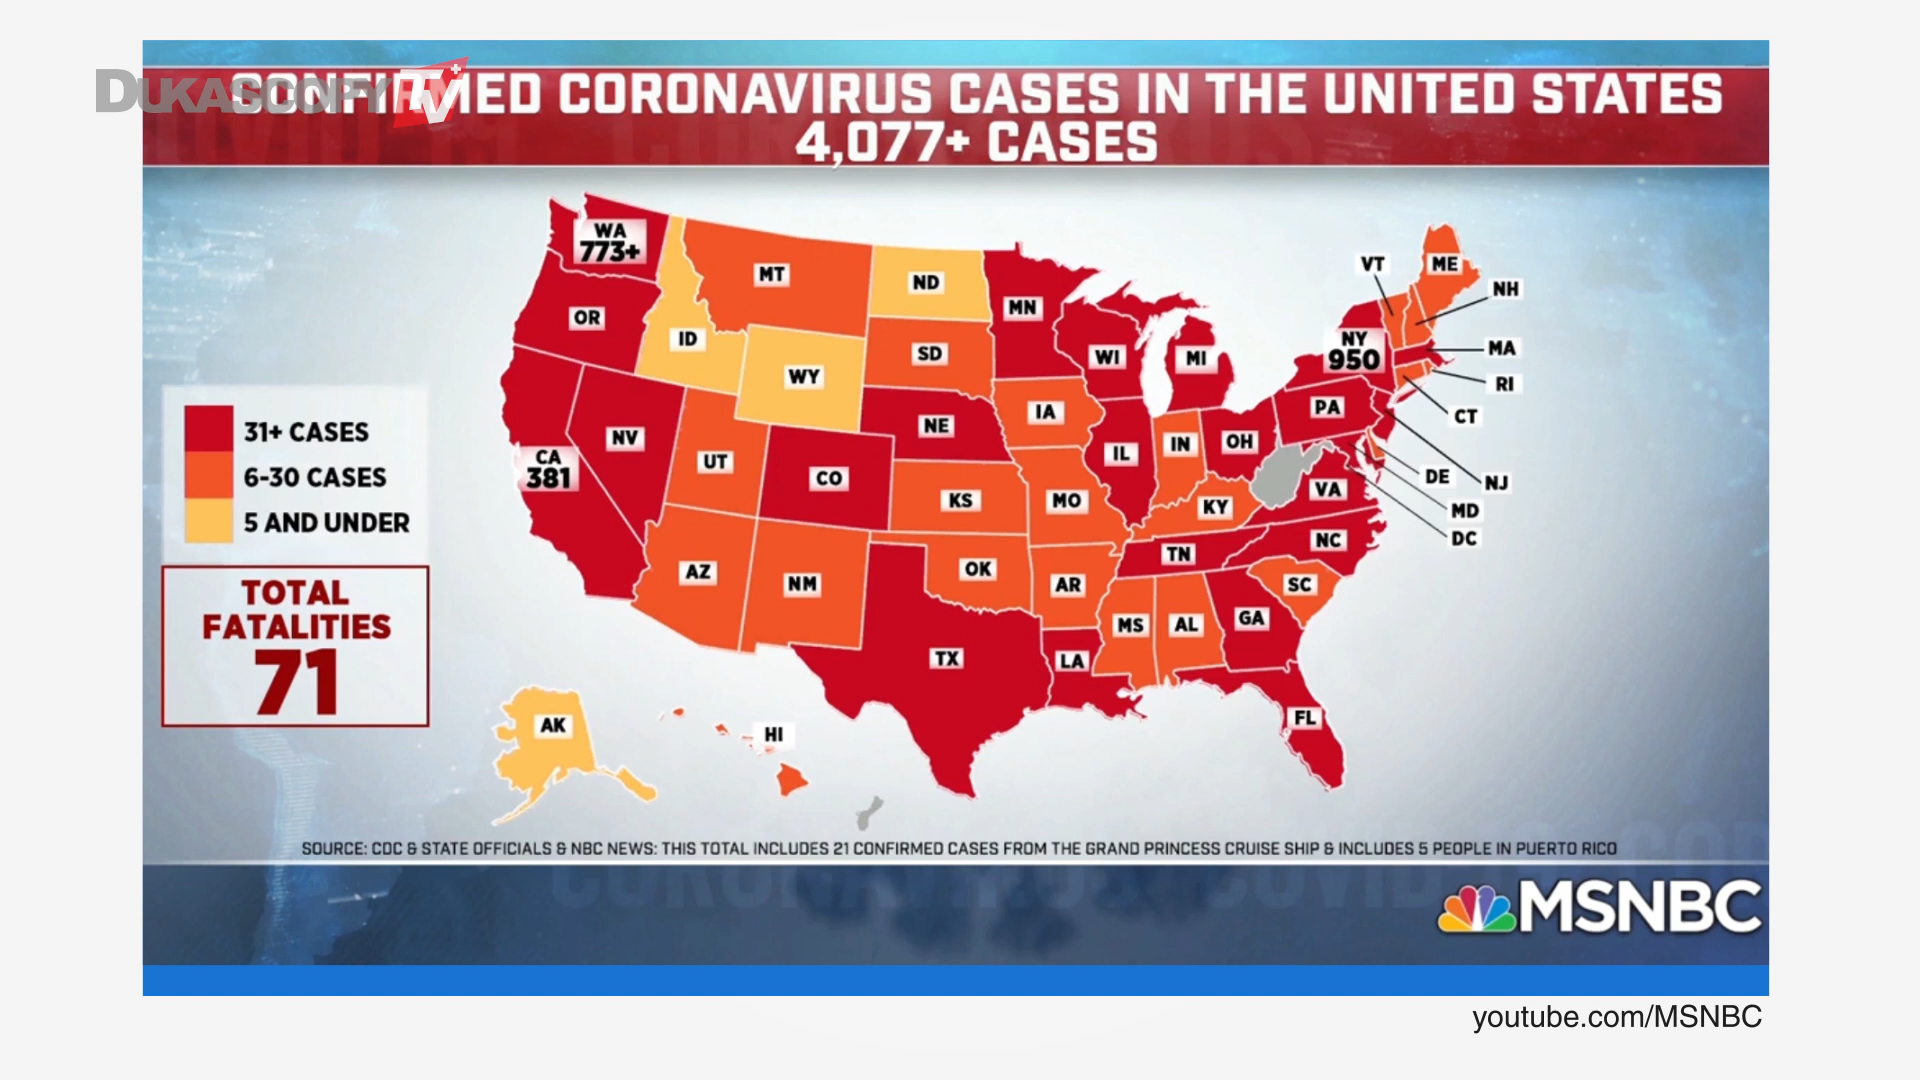 DUKASCOPY TV+
CONFIRMED CORONAVIRUS CASES IN THE UNITED STATES
4,077+ CASES
WA
773+
OR
CA
381
NV
ID
MT
WY
UT
CO
AZ
NM
ND
SD
NE
KS
OK
TX
MN
IA
MO
AR
LA
WI
IL
MI
IN
OH
KY
TN
MS
AL
GA
FL
SC
NC
VA
PA
NY
950
VT
ME
NH
MA
RI
CT
NJ
DE
MD
DC
AK
HI
31+ CASES
6-30 CASES
5 AND UNDER
TOTAL
FATALITIES
71
SOURCE: CDC & STATE OFFICIALS & NBC NEWS: THIS TOTAL INCLUDES 21 CONFIRMED CASES FROM THE GRAND PRINCESS CRUISE SHIP & INCLUDES 5 PEOPLE IN PUERTO RICO
MSNBC
youtube.com/MSNBC